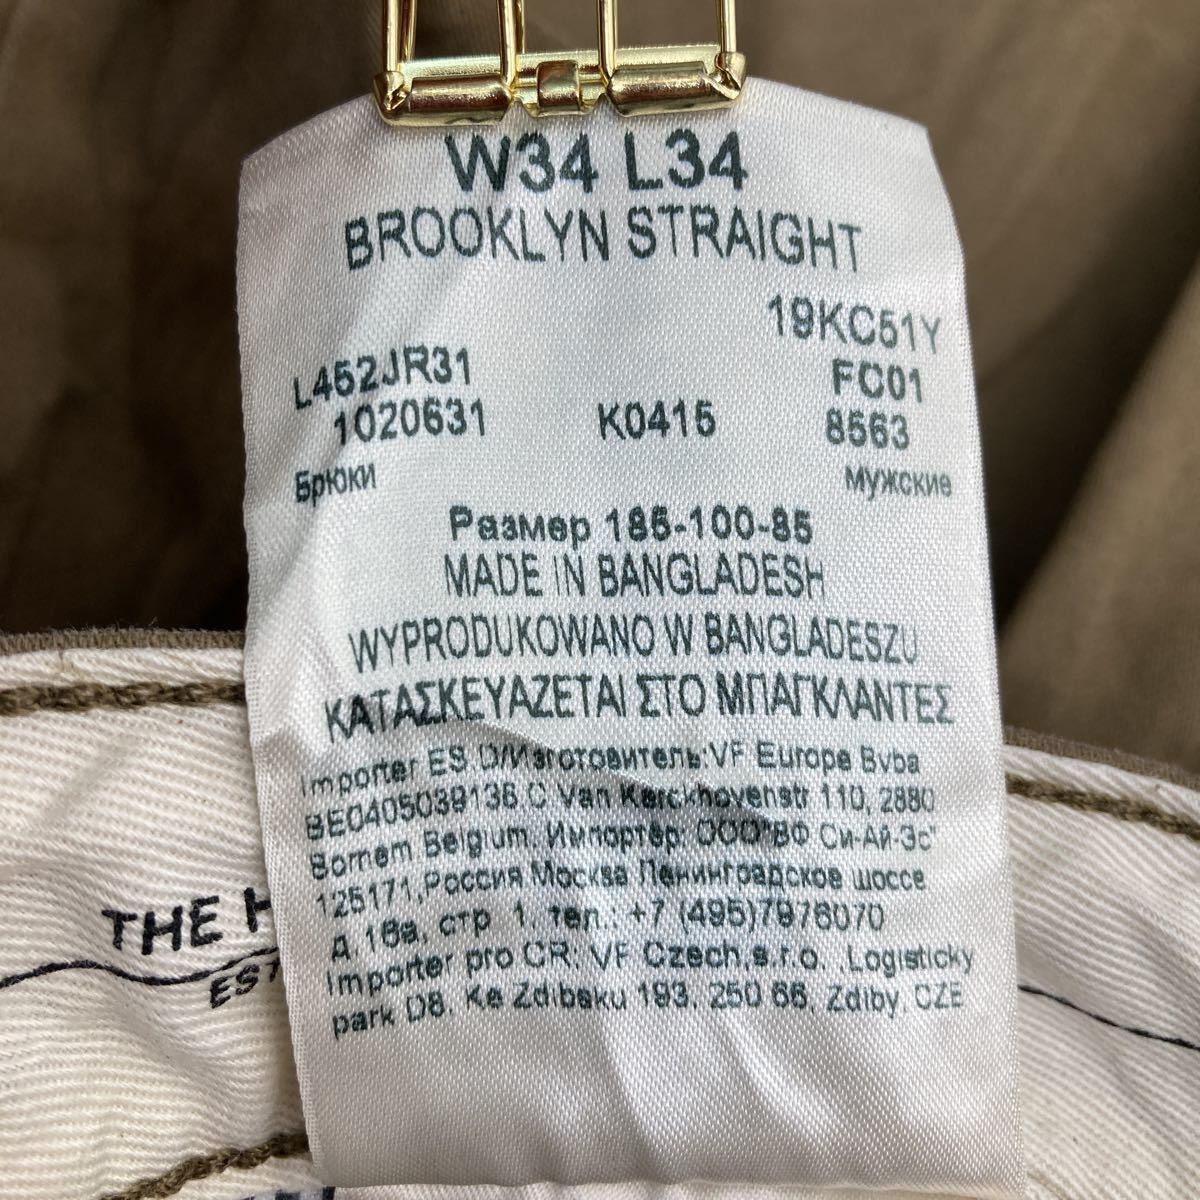 W34 L34
BROOKLYN STRAIGHT
19KC51Y
L452JR31 FC01
1020631 K0415 8563
Брюки мужские
Размер 185-100-85
MADE IN BANGLADESH
WYPRODUKOWANO W BANGLADESZU
ΚΑΤΑΣΚΕΥΑΖΕΤΑΙ ΣΤΟ ΜΠΑΓΚΛΑΝΤΕΣ
Importer ES.D/Изготовитель:VF Europe Bvba
BE0405039136.C.Van Kerckhovenstr 110, 2880
Bornem Belgium. Импортёр: ООО"ВФ Си-Ай-Эс"
125171,Россия Москва Ленинградское шоссе
Д 16а, стр 1. тел.: +7 (495)7976070
Importer pro CR: VF Czech,s.r.o. ,Logisticky
park D8, Ke Zdibsku 193, 250 66, Zdiby, CZE
THE H
EST